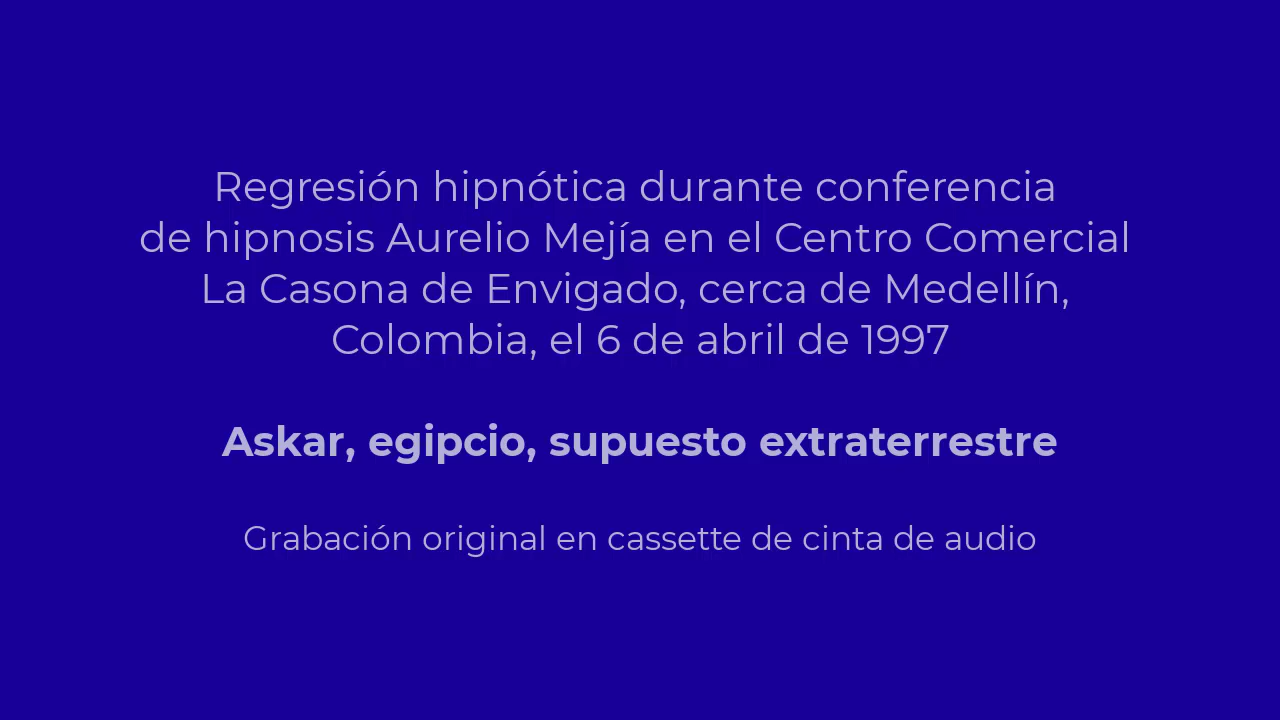 Regresión hipnótica durante conferencia
de hipnosis Aurelio Mejía en el Centro Comercial
La Casona de Envigado, cerca de Medellín,
Colombia, el 6 de abril de 1997
Askar, egipcio, supuesto extraterrestre
Grabación original en cassette de cinta de audio